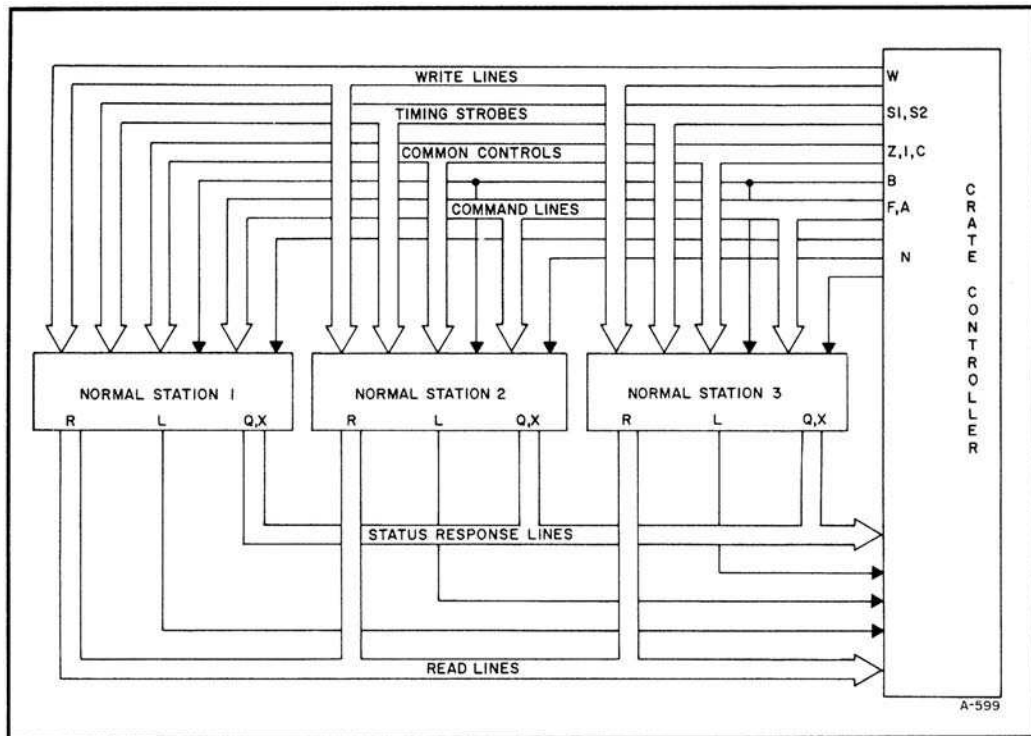 WRITE LINES
W
TIMING STROBES
S1, S2
COMMON CONTROLS
Z, I, C
B
COMMAND LINES
F, A
N
CRATE CONTROLLER
NORMAL STATION 1
R L Q,X
NORMAL STATION 2
R L Q,X
NORMAL STATION 3
R L Q,X
STATUS RESPONSE LINES
READ LINES
A-599